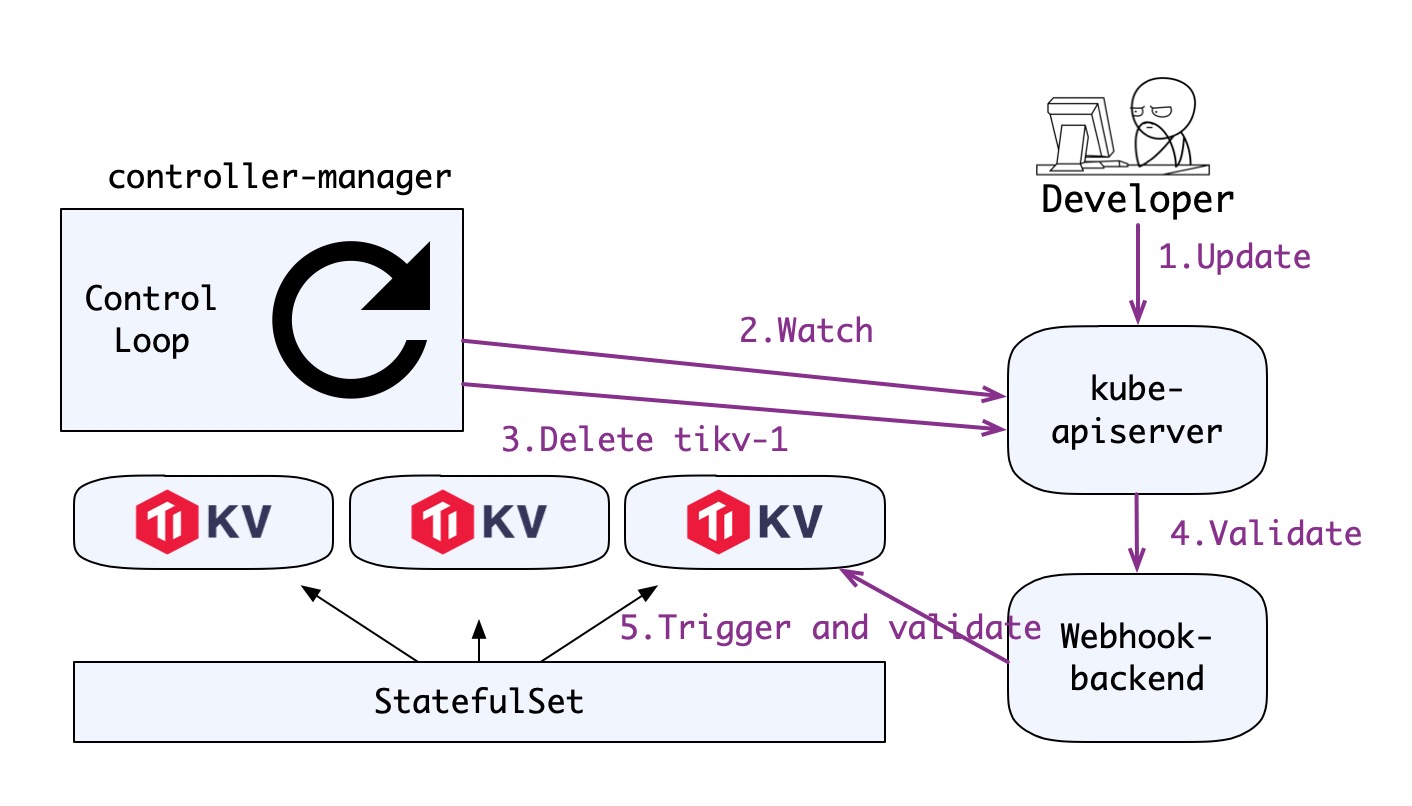 controller-manager
Developer
1.Update
Control
Loop
2.Watch
kube-
apiserver
3.Delete tikv-1
Ti KV
Ti KV
Ti KV
4.Validate
5.Trigger and validate
Webhook-
backend
StatefulSet